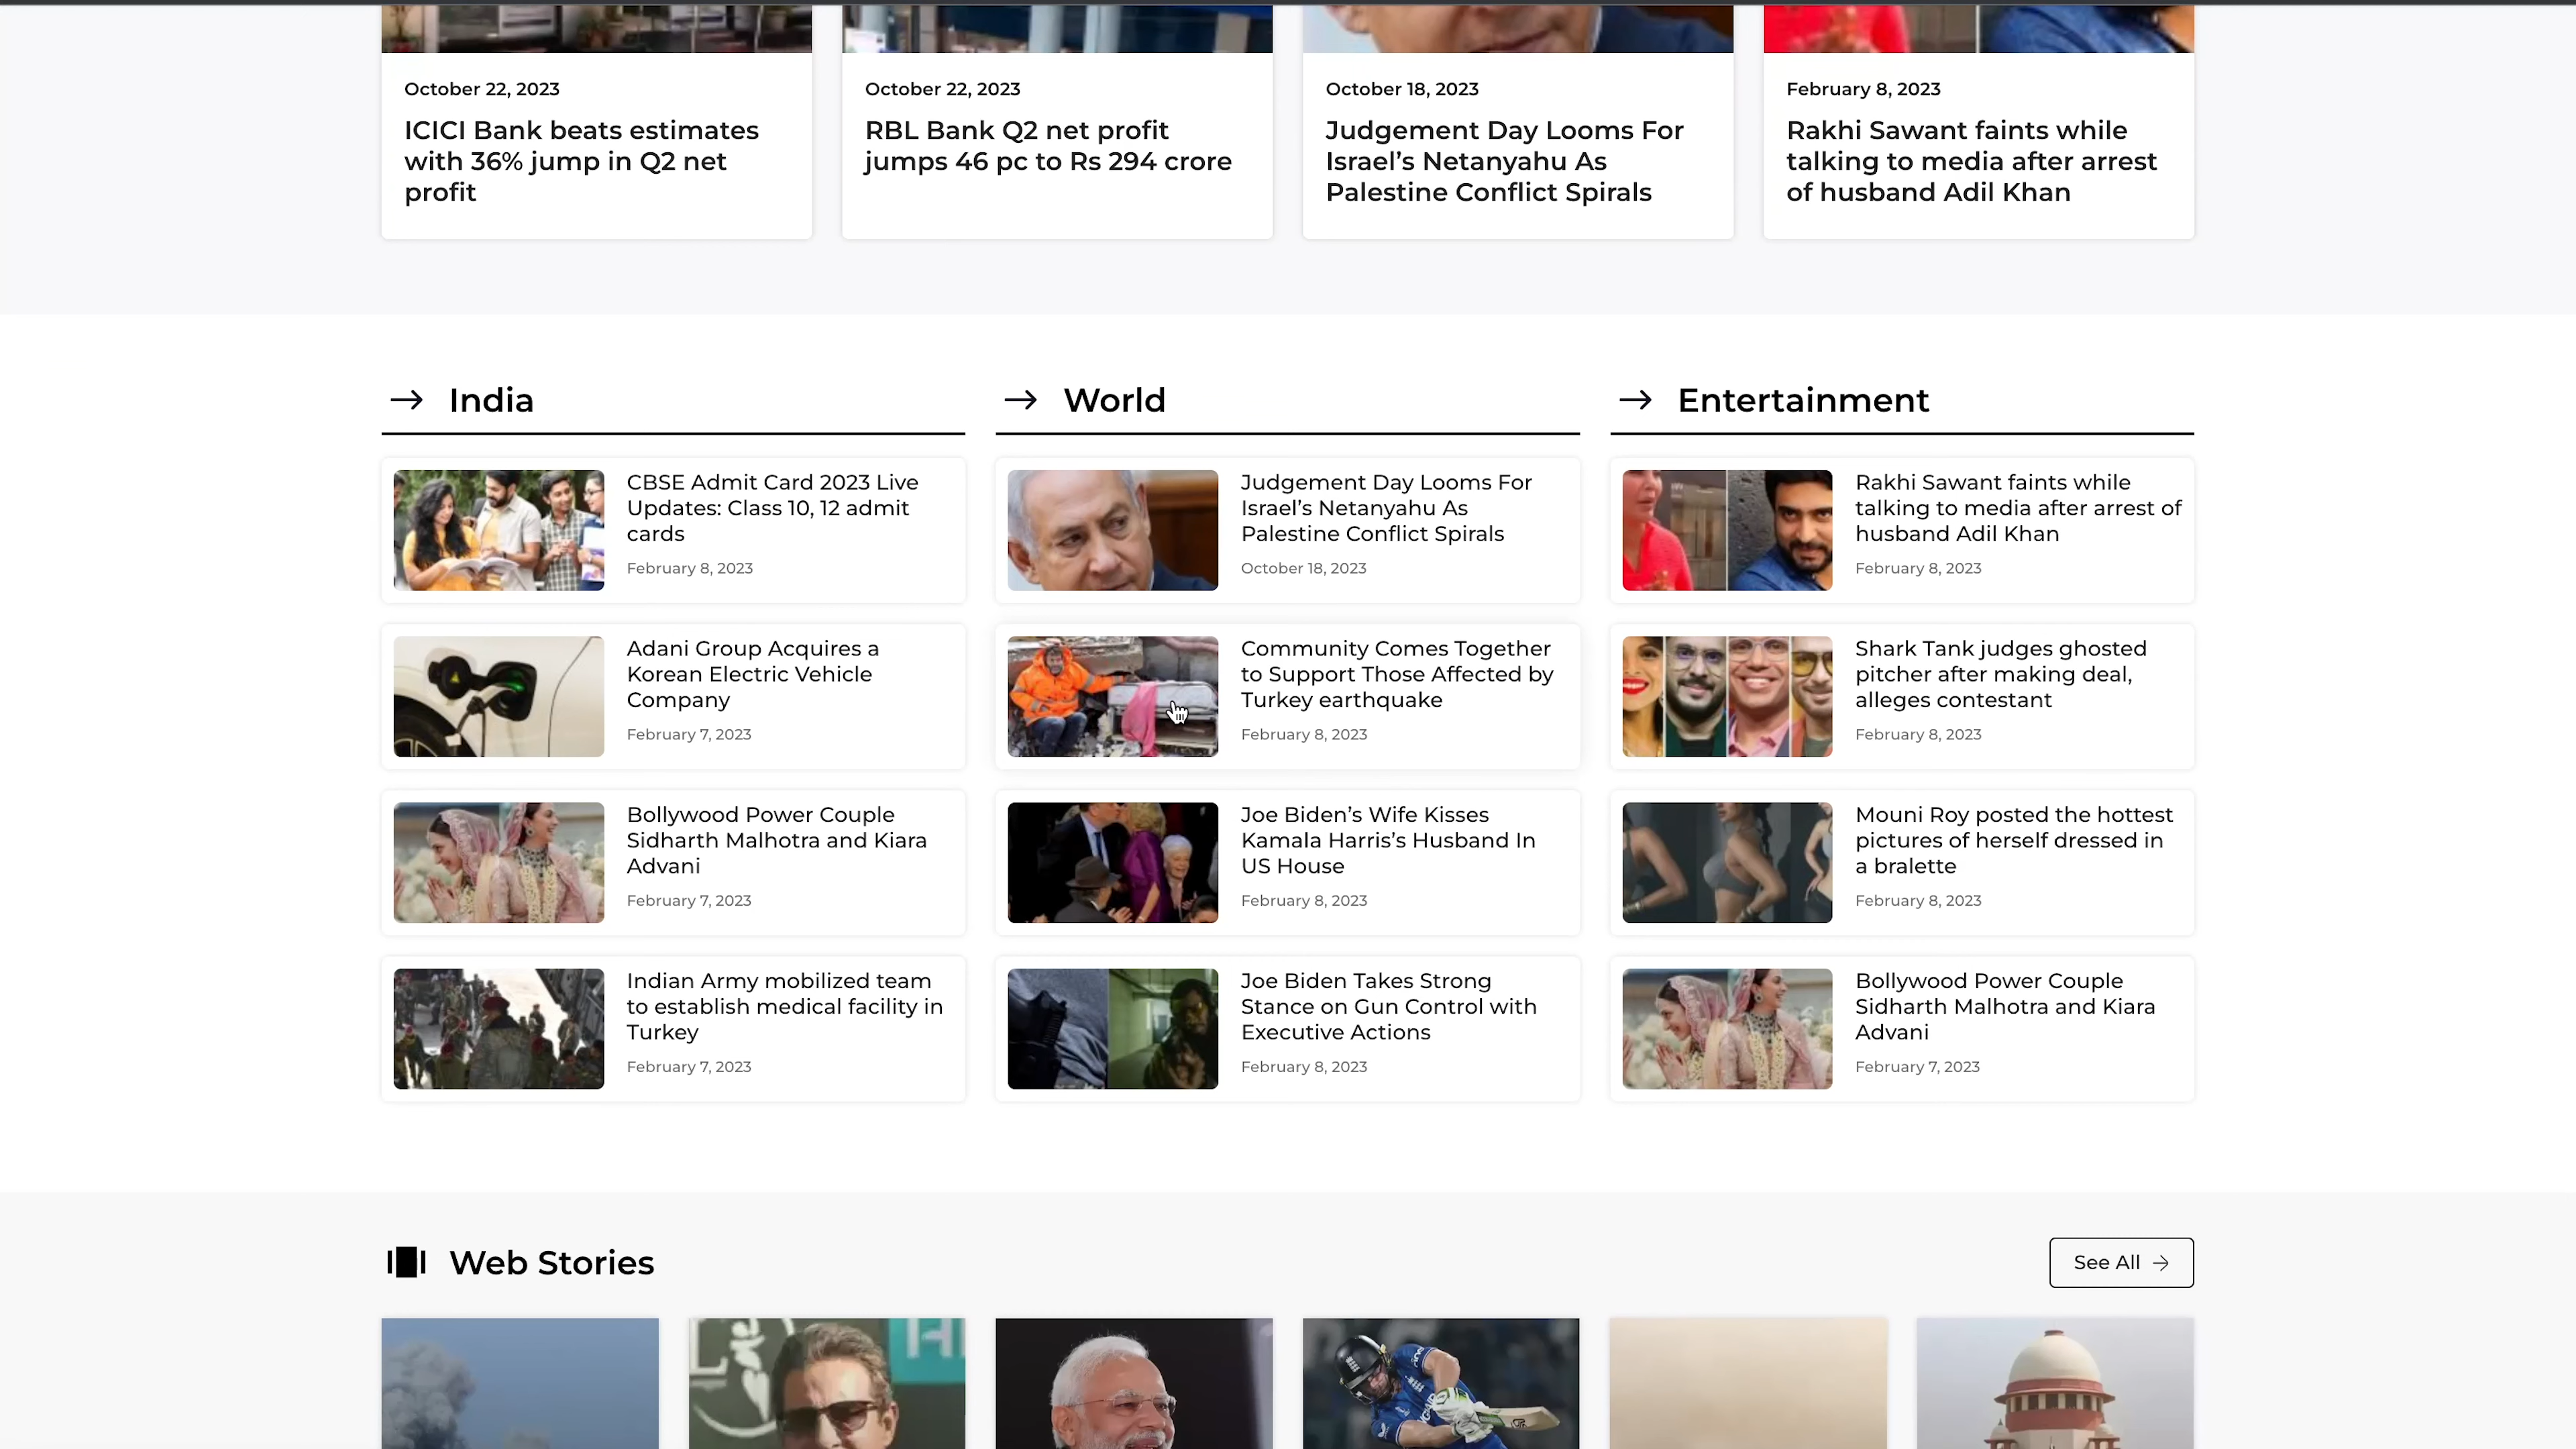 October 22, 2023
ICICI Bank beats estimates
with 36% jump in Q2 net
profit
October 22, 2023
RBL Bank Q2 net profit
jumps 46 pc to Rs 294 crore
October 18, 2023
Judgement Day Looms For
Israel’s Netanyahu As
Palestine Conflict Spirals
February 8, 2023
Rakhi Sawant faints while
talking to media after arrest
of husband Adil Khan
India
CBSE Admit Card 2023 Live
Updates: Class 10, 12 admit
cards
February 8, 2023
Adani Group Acquires a
Korean Electric Vehicle
Company
February 7, 2023
Bollywood Power Couple
Sidharth Malhotra and Kiara
Advani
February 7, 2023
Indian Army mobilized team
to establish medical facility in
Turkey
February 7, 2023
World
Judgement Day Looms For
Israel’s Netanyahu As
Palestine Conflict Spirals
October 18, 2023
Community Comes Together
to Support Those Affected by
Turkey earthquake
February 8, 2023
Joe Biden’s Wife Kisses
Kamala Harris’s Husband In
US House
February 8, 2023
Joe Biden Takes Strong
Stance on Gun Control with
Executive Actions
February 8, 2023
Entertainment
Rakhi Sawant faints while
talking to media after arrest of
husband Adil Khan
February 8, 2023
Shark Tank judges ghosted
pitcher after making deal,
alleges contestant
February 8, 2023
Mouni Roy posted the hottest
pictures of herself dressed in
a bralette
February 8, 2023
Bollywood Power Couple
Sidharth Malhotra and Kiara
Advani
February 7, 2023
Web Stories
See All